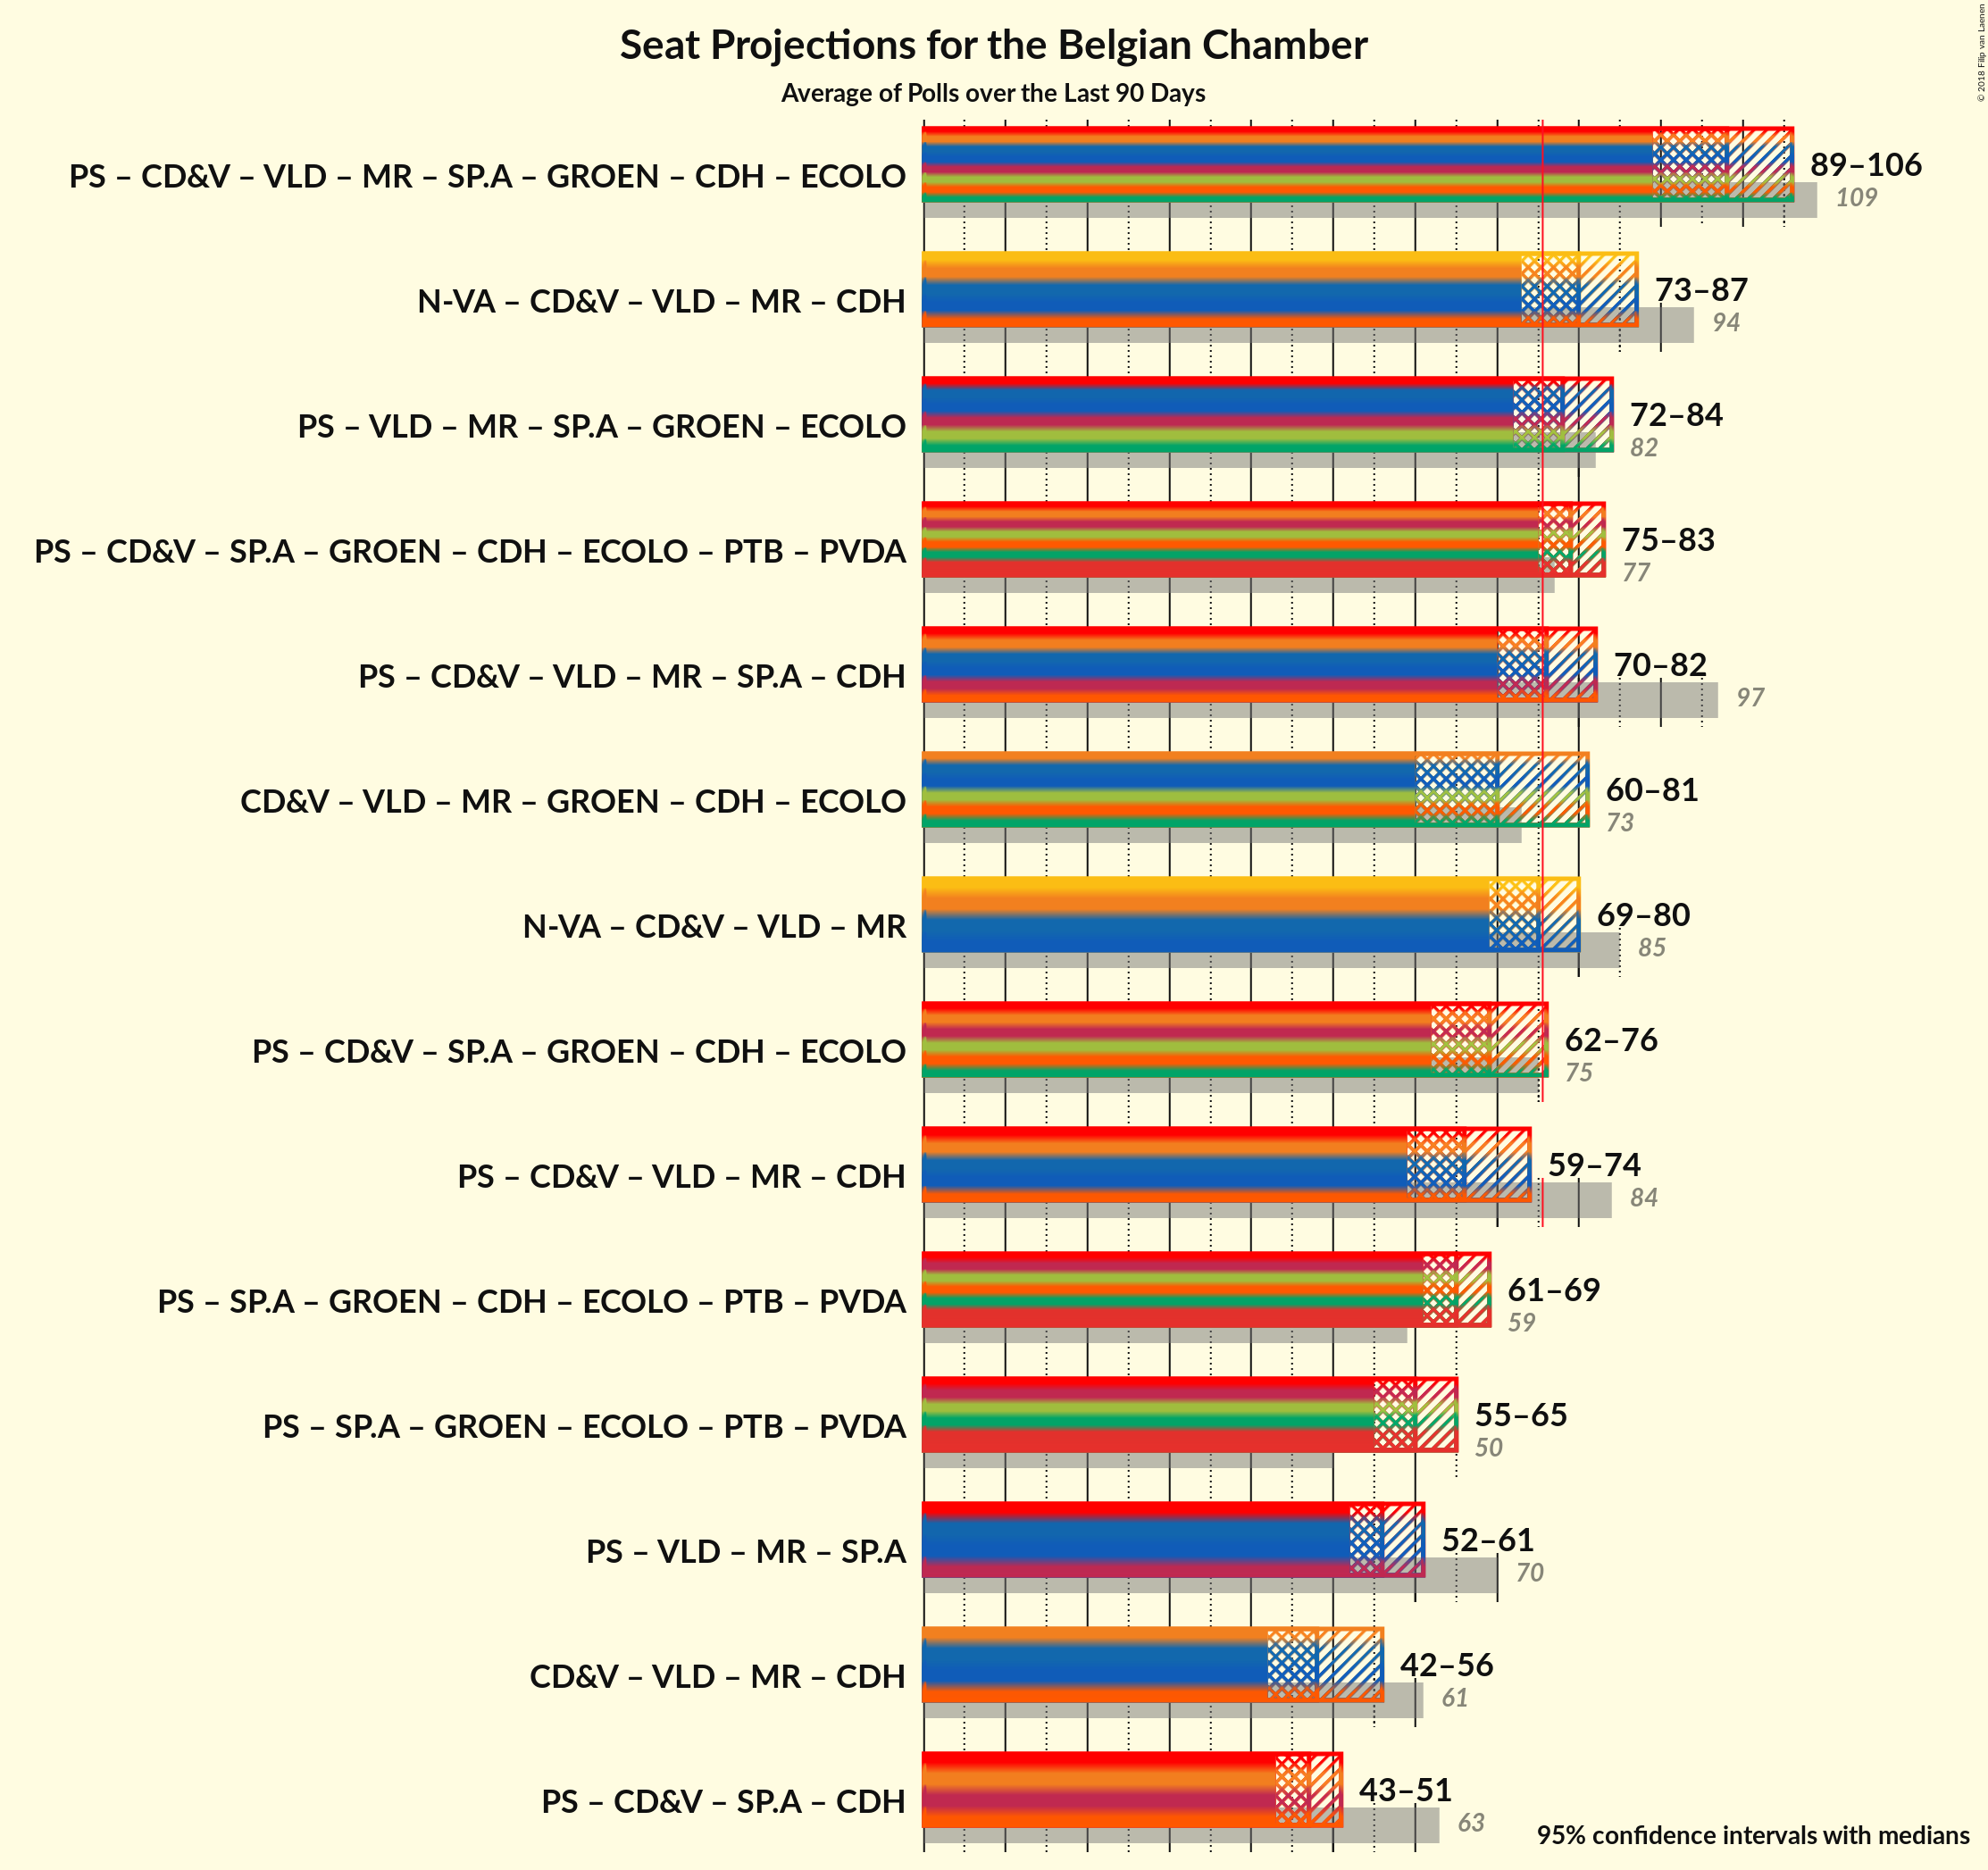 Seat Projections for the Belgian Chamber
Average of Polls over the Last 90 Days
© 2018 Filip van Laenen
PS – CD&V – VLD – MR – SP.A – GROEN – CDH – ECOLO
89–106
109
N-VA – CD&V – VLD – MR – CDH
73–87
94
PS – VLD – MR – SP.A – GROEN – ECOLO
72–84
82
PS – CD&V – SP.A – GROEN – CDH – ECOLO – PTB – PVDA
75–83
77
PS – CD&V – VLD – MR – SP.A – CDH
70–82
97
CD&V – VLD – MR – GROEN – CDH – ECOLO
60–81
73
N-VA – CD&V – VLD – MR
69–80
85
PS – CD&V – SP.A – GROEN – CDH – ECOLO
62–76
75
PS – CD&V – VLD – MR – CDH
59–74
84
PS – SP.A – GROEN – CDH – ECOLO – PTB – PVDA
61–69
59
PS – SP.A – GROEN – ECOLO – PTB – PVDA
55–65
50
PS – VLD – MR – SP.A
52–61
70
CD&V – VLD – MR – CDH
42–56
61
PS – CD&V – SP.A – CDH
43–51
63
95% confidence intervals with medians